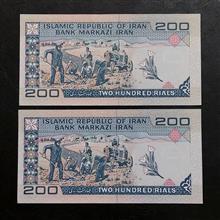 ISLAMIC REPUBLIC OF IRAN 200
BANK MARKAZI IRAN
200 TWO HUNDRED RIALS
ISLAMIC REPUBLIC OF IRAN 200
BANK MARKAZI IRAN
200 TWO HUNDRED RIALS